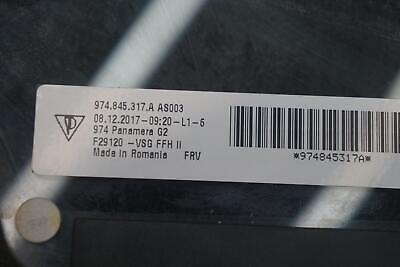 974.845.317.A AS003
08.12.2017-09:20-L1-6
974 Panamera G2
F29120 -VSG FFH II
Made in Romania FRV
*974845317A*